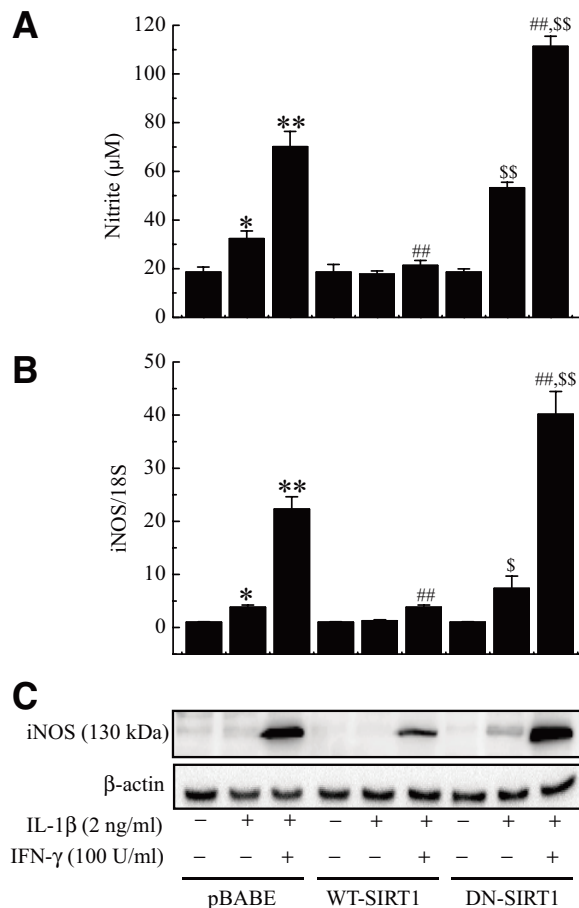 A
##,$$
120
100
**
80
Nitrite (μM)
$$
60
*
40
##
20
0
B
##,$$
50
40
iNOS/18S
30
**
20
$
10
*
##
0
C
iNOS (130 kDa)
β-actin
IL-1β (2 ng/ml) – + + – + + – + +
IFN-γ (100 U/ml) – – + – – + – – +
pBABE WT-SIRT1 DN-SIRT1